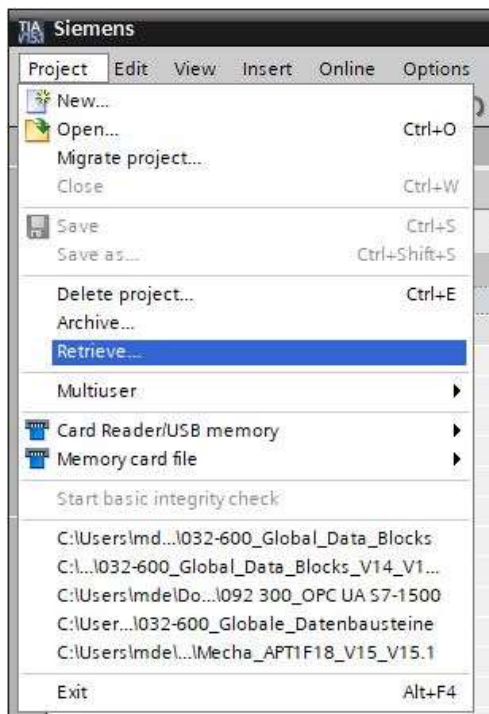 TIA V15.1 Siemens
Project Edit View Insert Online Options
New...
Open... Ctrl+O
Migrate project...
Close Ctrl+W
Save Ctrl+S
Save as... Ctrl+Shift+S
Delete project... Ctrl+E
Archive...
Retrieve...
Multiuser
Card Reader/USB memory
Memory card file
Start basic integrity check
C:\Users\md...\032-600_Global_Data_Blocks
C:\...\032-600_Global_Data_Blocks_V14_V1...
C:\Users\mde\Do...\092 300_OPC UA S7-1500
C:\User...\032-600_Globale_Datenbausteine
C:\Users\mde\...\Mecha_APT1F18_V15_V15.1
Exit Alt+F4